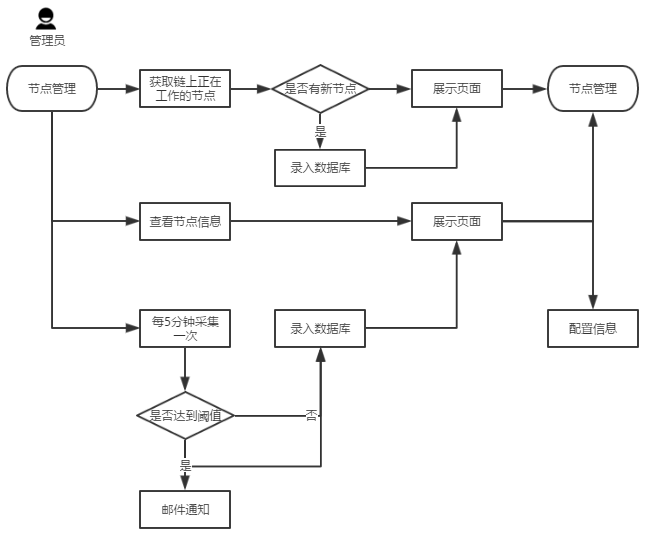 管理员
节点管理
获取链上正在
工作的节点
是否有新节点
展示页面
节点管理
是
录入数据库
查看节点信息
展示页面
每5分钟采集
一次
录入数据库
配置信息
是否达到阈值
否
是
邮件通知